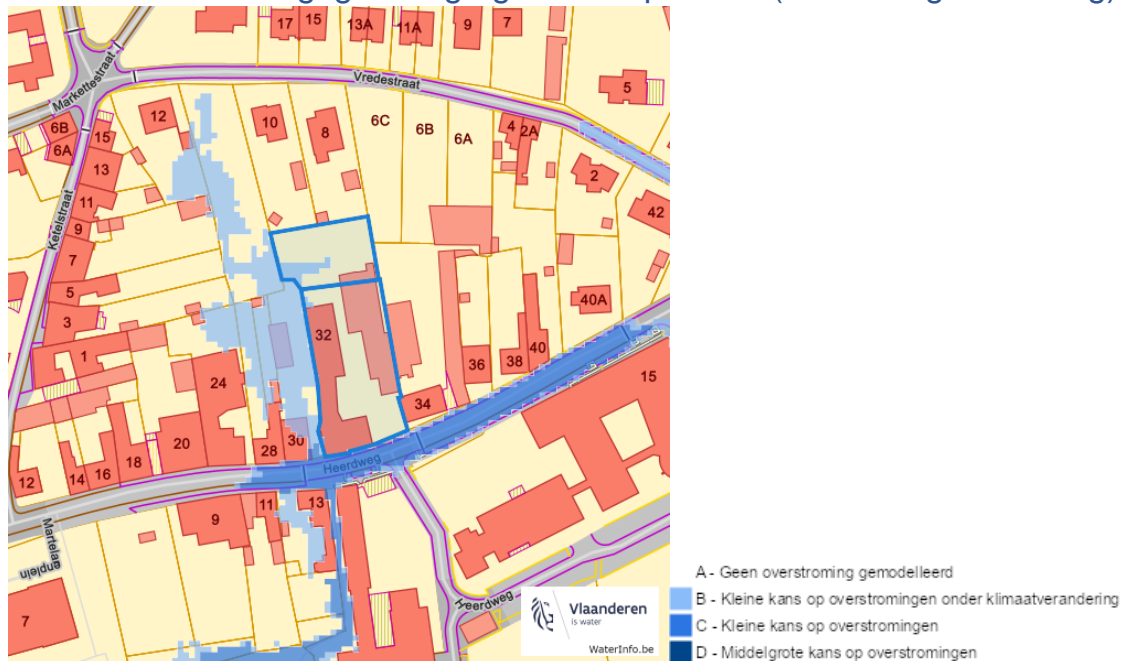 17
15
13A
11A
9
7
Vredestraat
5
Markettestraat
6B
6A
15
12
10
8
6C
6B
6A
4
2A
2
42
13
11
9
7
5
3
1
Ketelstraat
32
40A
24
36
38
40
15
34
20
28
30
12
14
16
18
Heerdweg
9
11
13
Martelaa
enplein
7
Heerdweg
Vlaanderen
is water
WaterInfo.be
A - Geen overstroming gemodelleerd
B - Kleine kans op overstromingen onder klimaatverandering
C - Kleine kans op overstromingen
D - Middelgrote kans op overstromingen